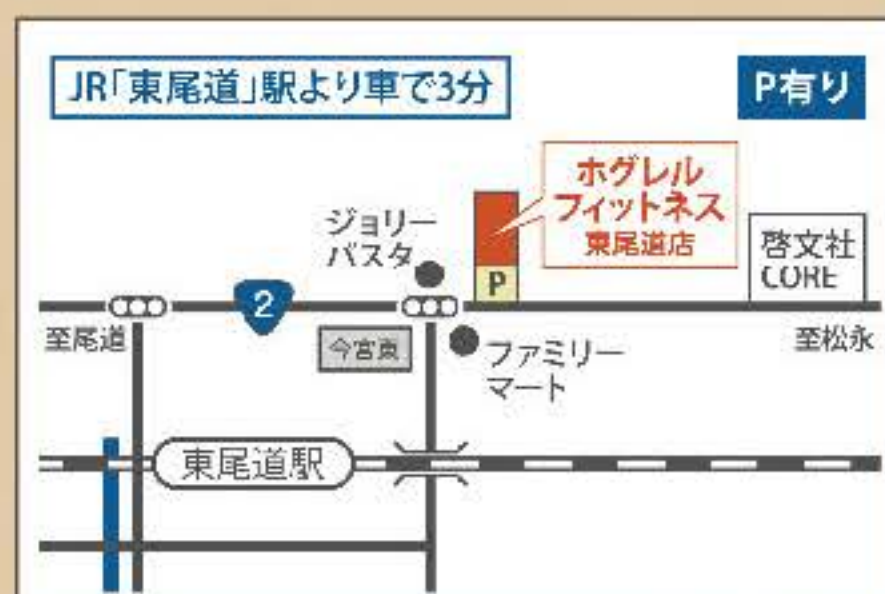 JR「東尾道」駅より車で3分
P有り
ホグレル
フィットネス
東尾道店
ジョリー
パスタ
P
啓文社
CORE
2
至尾道
今宮東
ファミリー
マート
至松永
東尾道駅